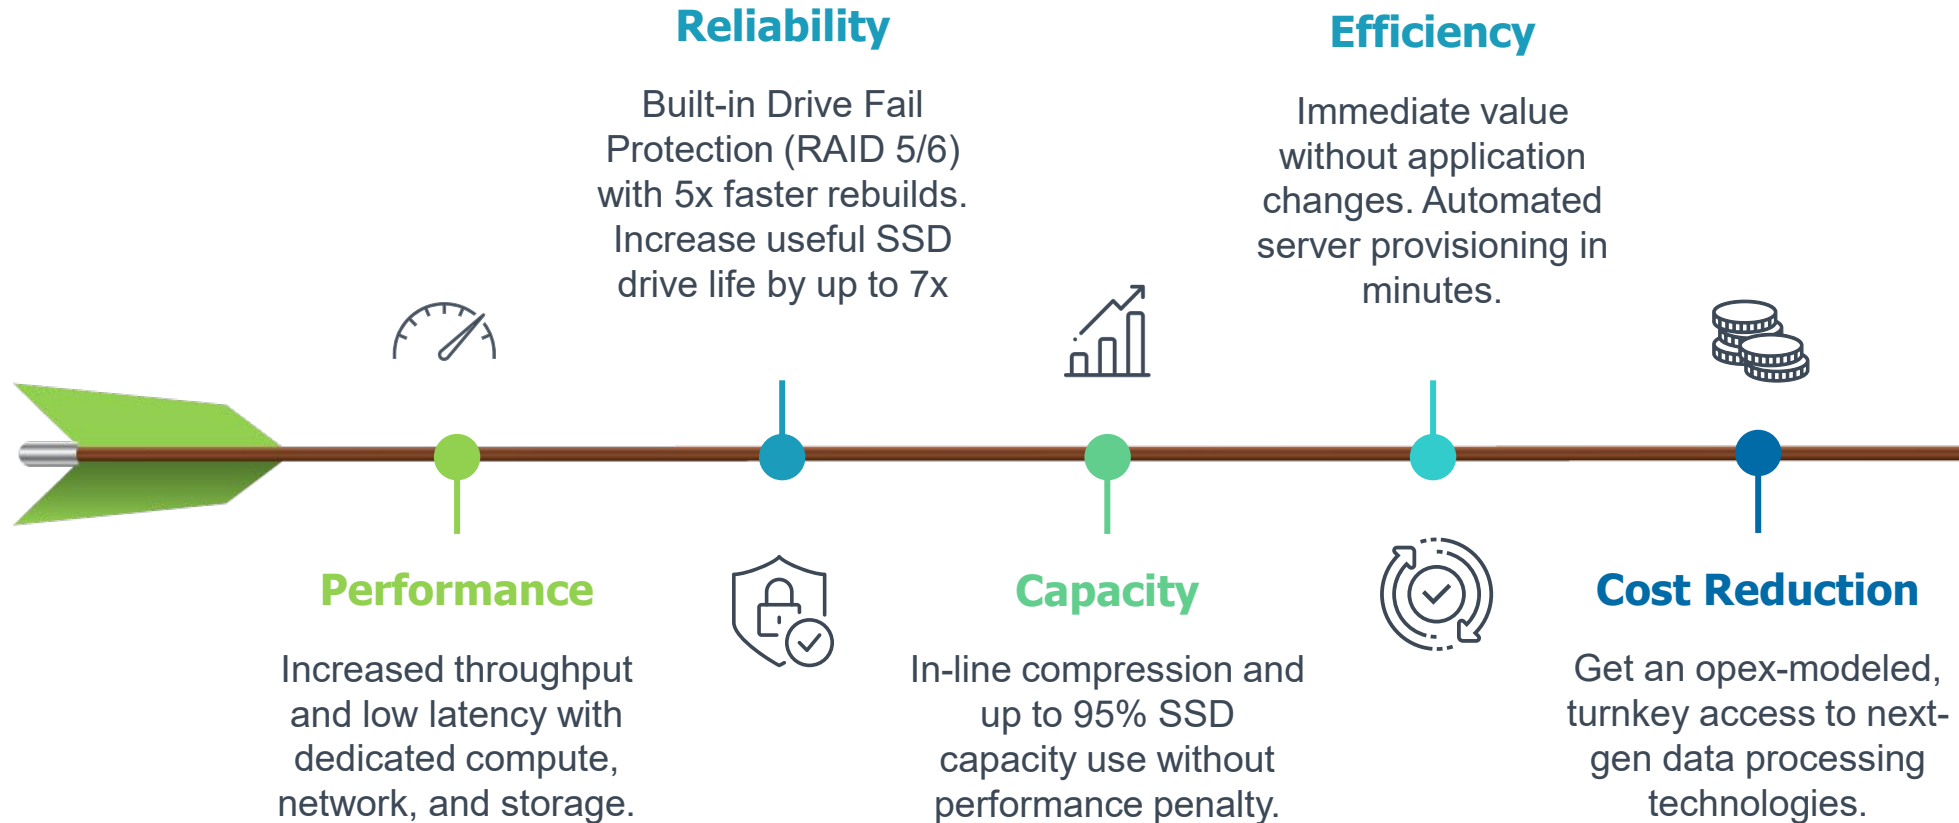 Reliability
Built-in Drive Fail
Protection (RAID 5/6)
with 5x faster rebuilds.
Increase useful SSD
drive life by up to 7x
Efficiency
Immediate value
without application
changes. Automated
server provisioning in
minutes.
Performance
Increased throughput
and low latency with
dedicated compute,
network, and storage.
Capacity
In-line compression and
up to 95% SSD
capacity use without
performance penalty.
Cost Reduction
Get an opex-modeled,
turnkey access to next-
gen data processing
technologies.